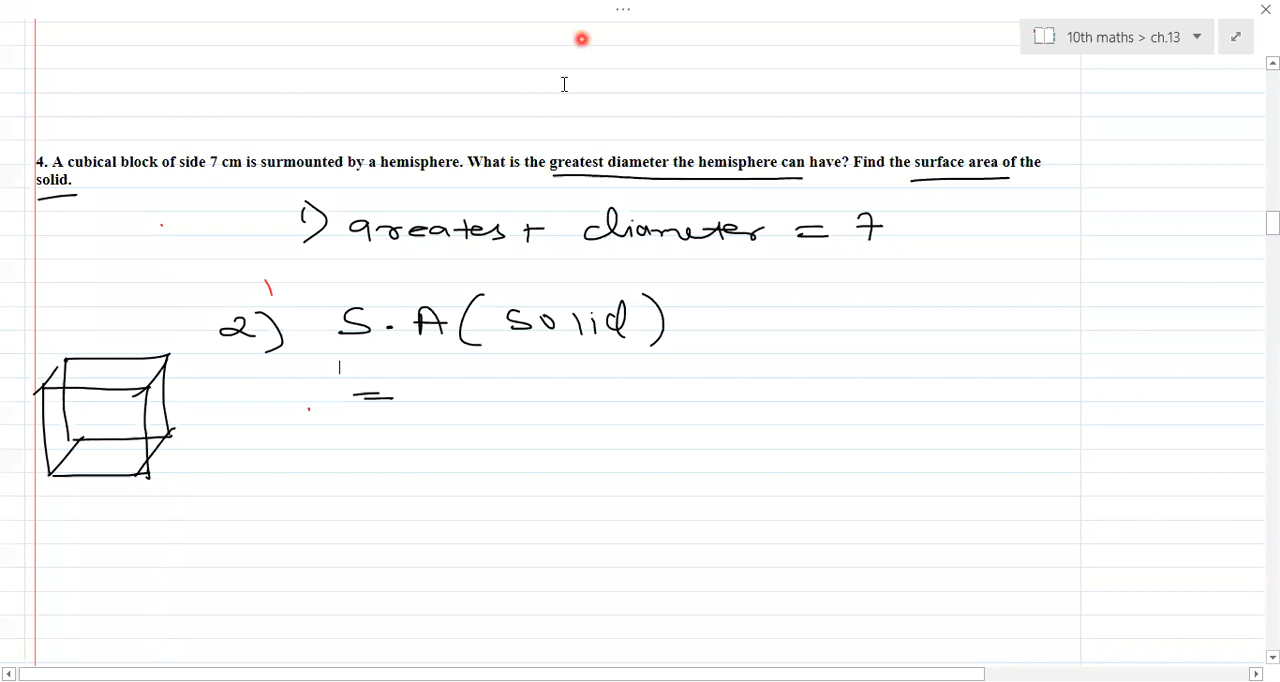 10th maths > ch.13
4. A cubical block of side 7 cm is surmounted by a hemisphere. What is the greatest diameter the hemisphere can have? Find the surface area of the
solid.
1) greatest diameter = 7
2) S.A (solid)
=